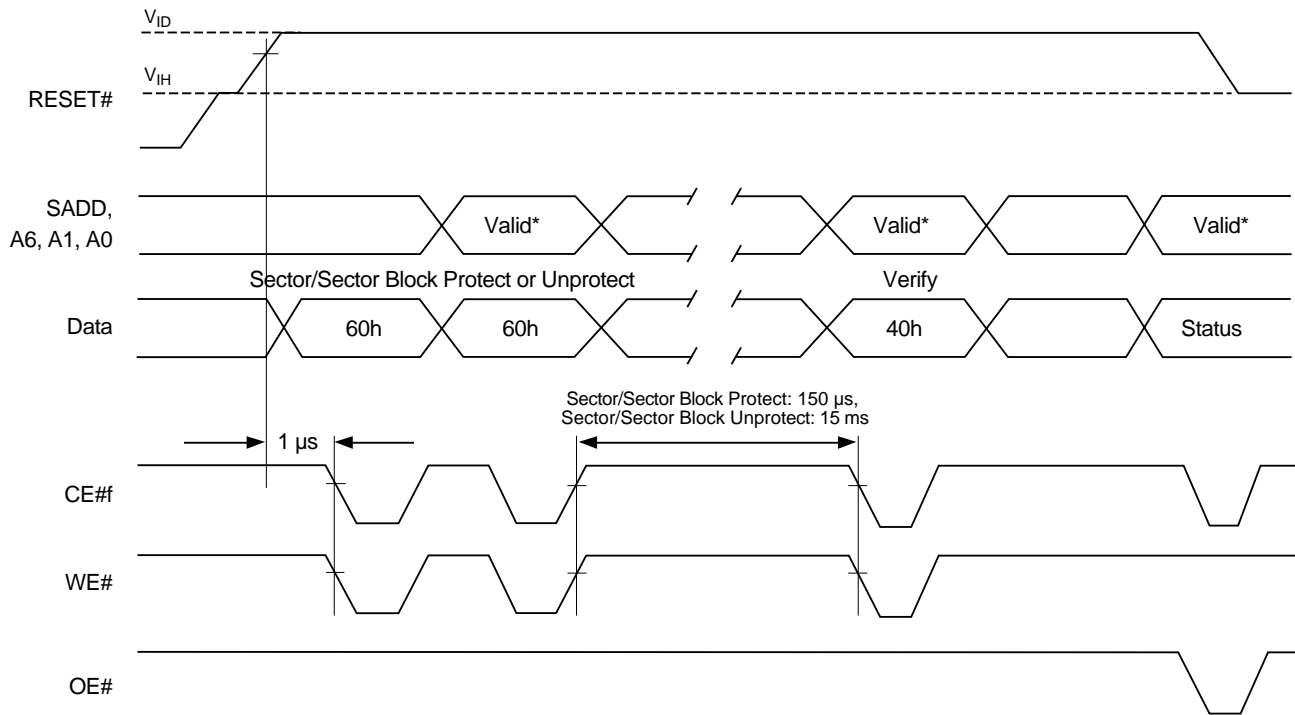 VID
VIH
RESET#
SADD,
A6, A1, A0
Valid*
Valid*
Valid*
Sector/Sector Block Protect or Unprotect
Verify
Data
60h
60h
40h
Status
Sector/Sector Block Protect: 150 µs,
Sector/Sector Block Unprotect: 15 ms
1 µs
CE#f
WE#
OE#